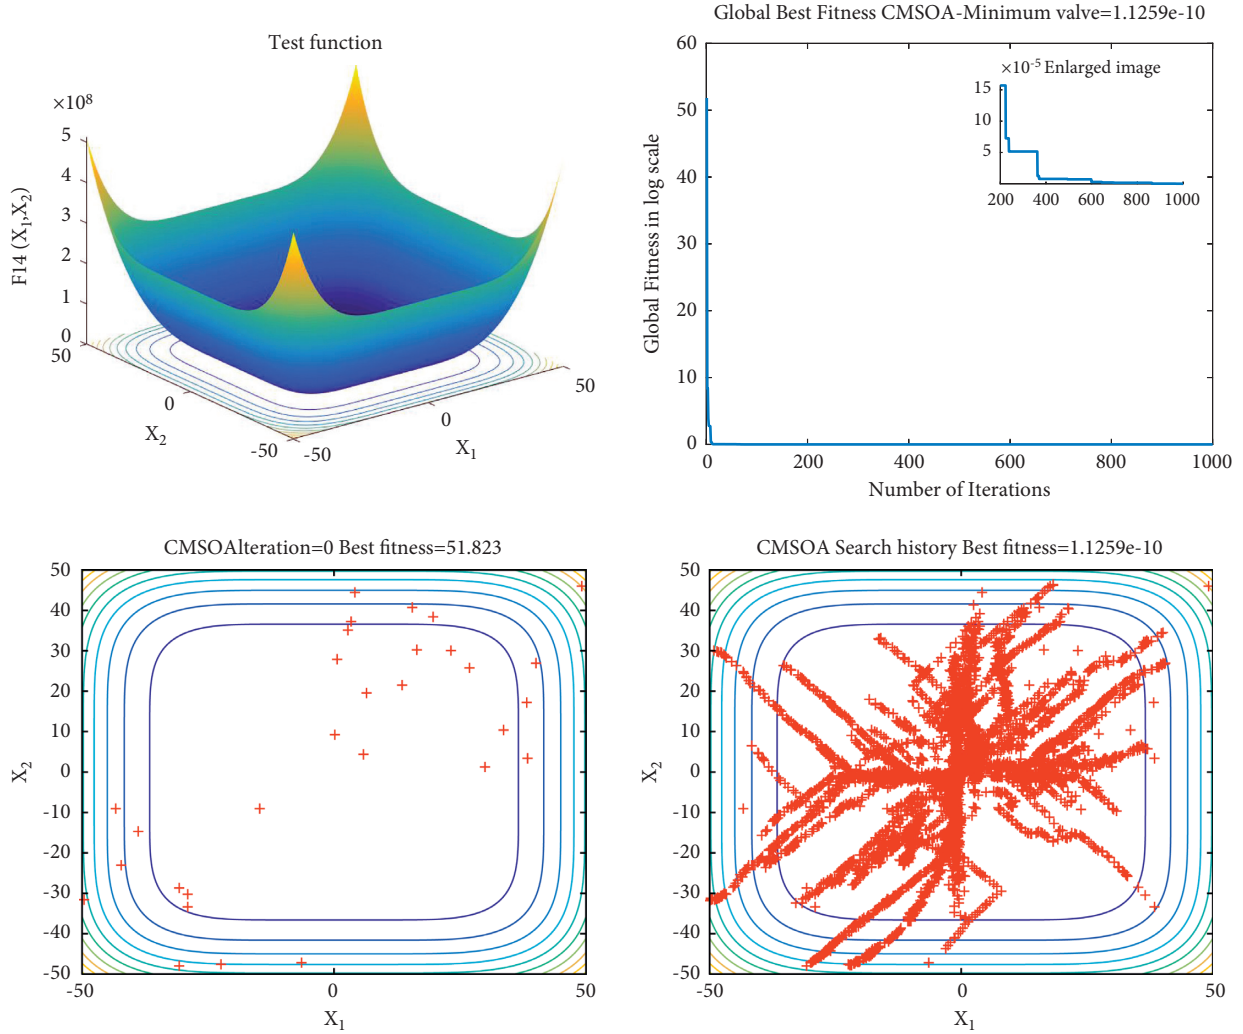 Test function
×10⁸
5
4
3
2
1
0
F14 (X₁,X₂)
50
0
-50
X₂
-50
0
50
X₁
Global Best Fitness CMSOA-Minimum valve=1.1259e-10
60
50
40
30
20
10
0
Global Fitness in log scale
0 200 400 600 800 1000
Number of Iterations
×10⁻⁵ Enlarged image
15
10
5
200 400 600 800 1000
CMSOAlteration=0 Best fitness=51.823
50
40
30
20
10
0
-10
-20
-30
-40
-50
X₂
-50 0 50
X₁
CMSOA Search history Best fitness=1.1259e-10
50
40
30
20
10
0
-10
-20
-30
-40
-50
X₂
-50 0 50
X₁